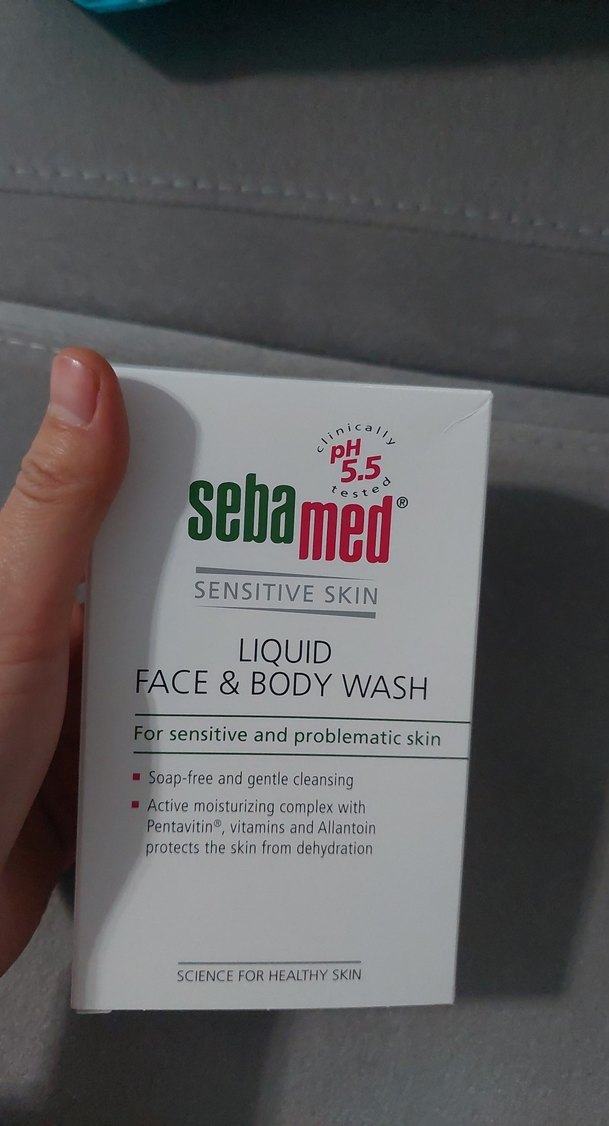 clinically
pH
5.5
tested
sebamed®
SENSITIVE SKIN
LIQUID
FACE & BODY WASH
For sensitive and problematic skin
▪ Soap-free and gentle cleansing
▪ Active moisturizing complex with
Pentavitin®, vitamins and Allantoin
protects the skin from dehydration
SCIENCE FOR HEALTHY SKIN